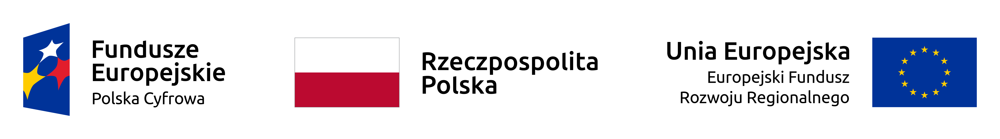 Fundusze
Europejskie
Polska Cyfrowa
Rzeczpospolita
Polska
Unia Europejska
Europejski Fundusz
Rozwoju Regionalnego